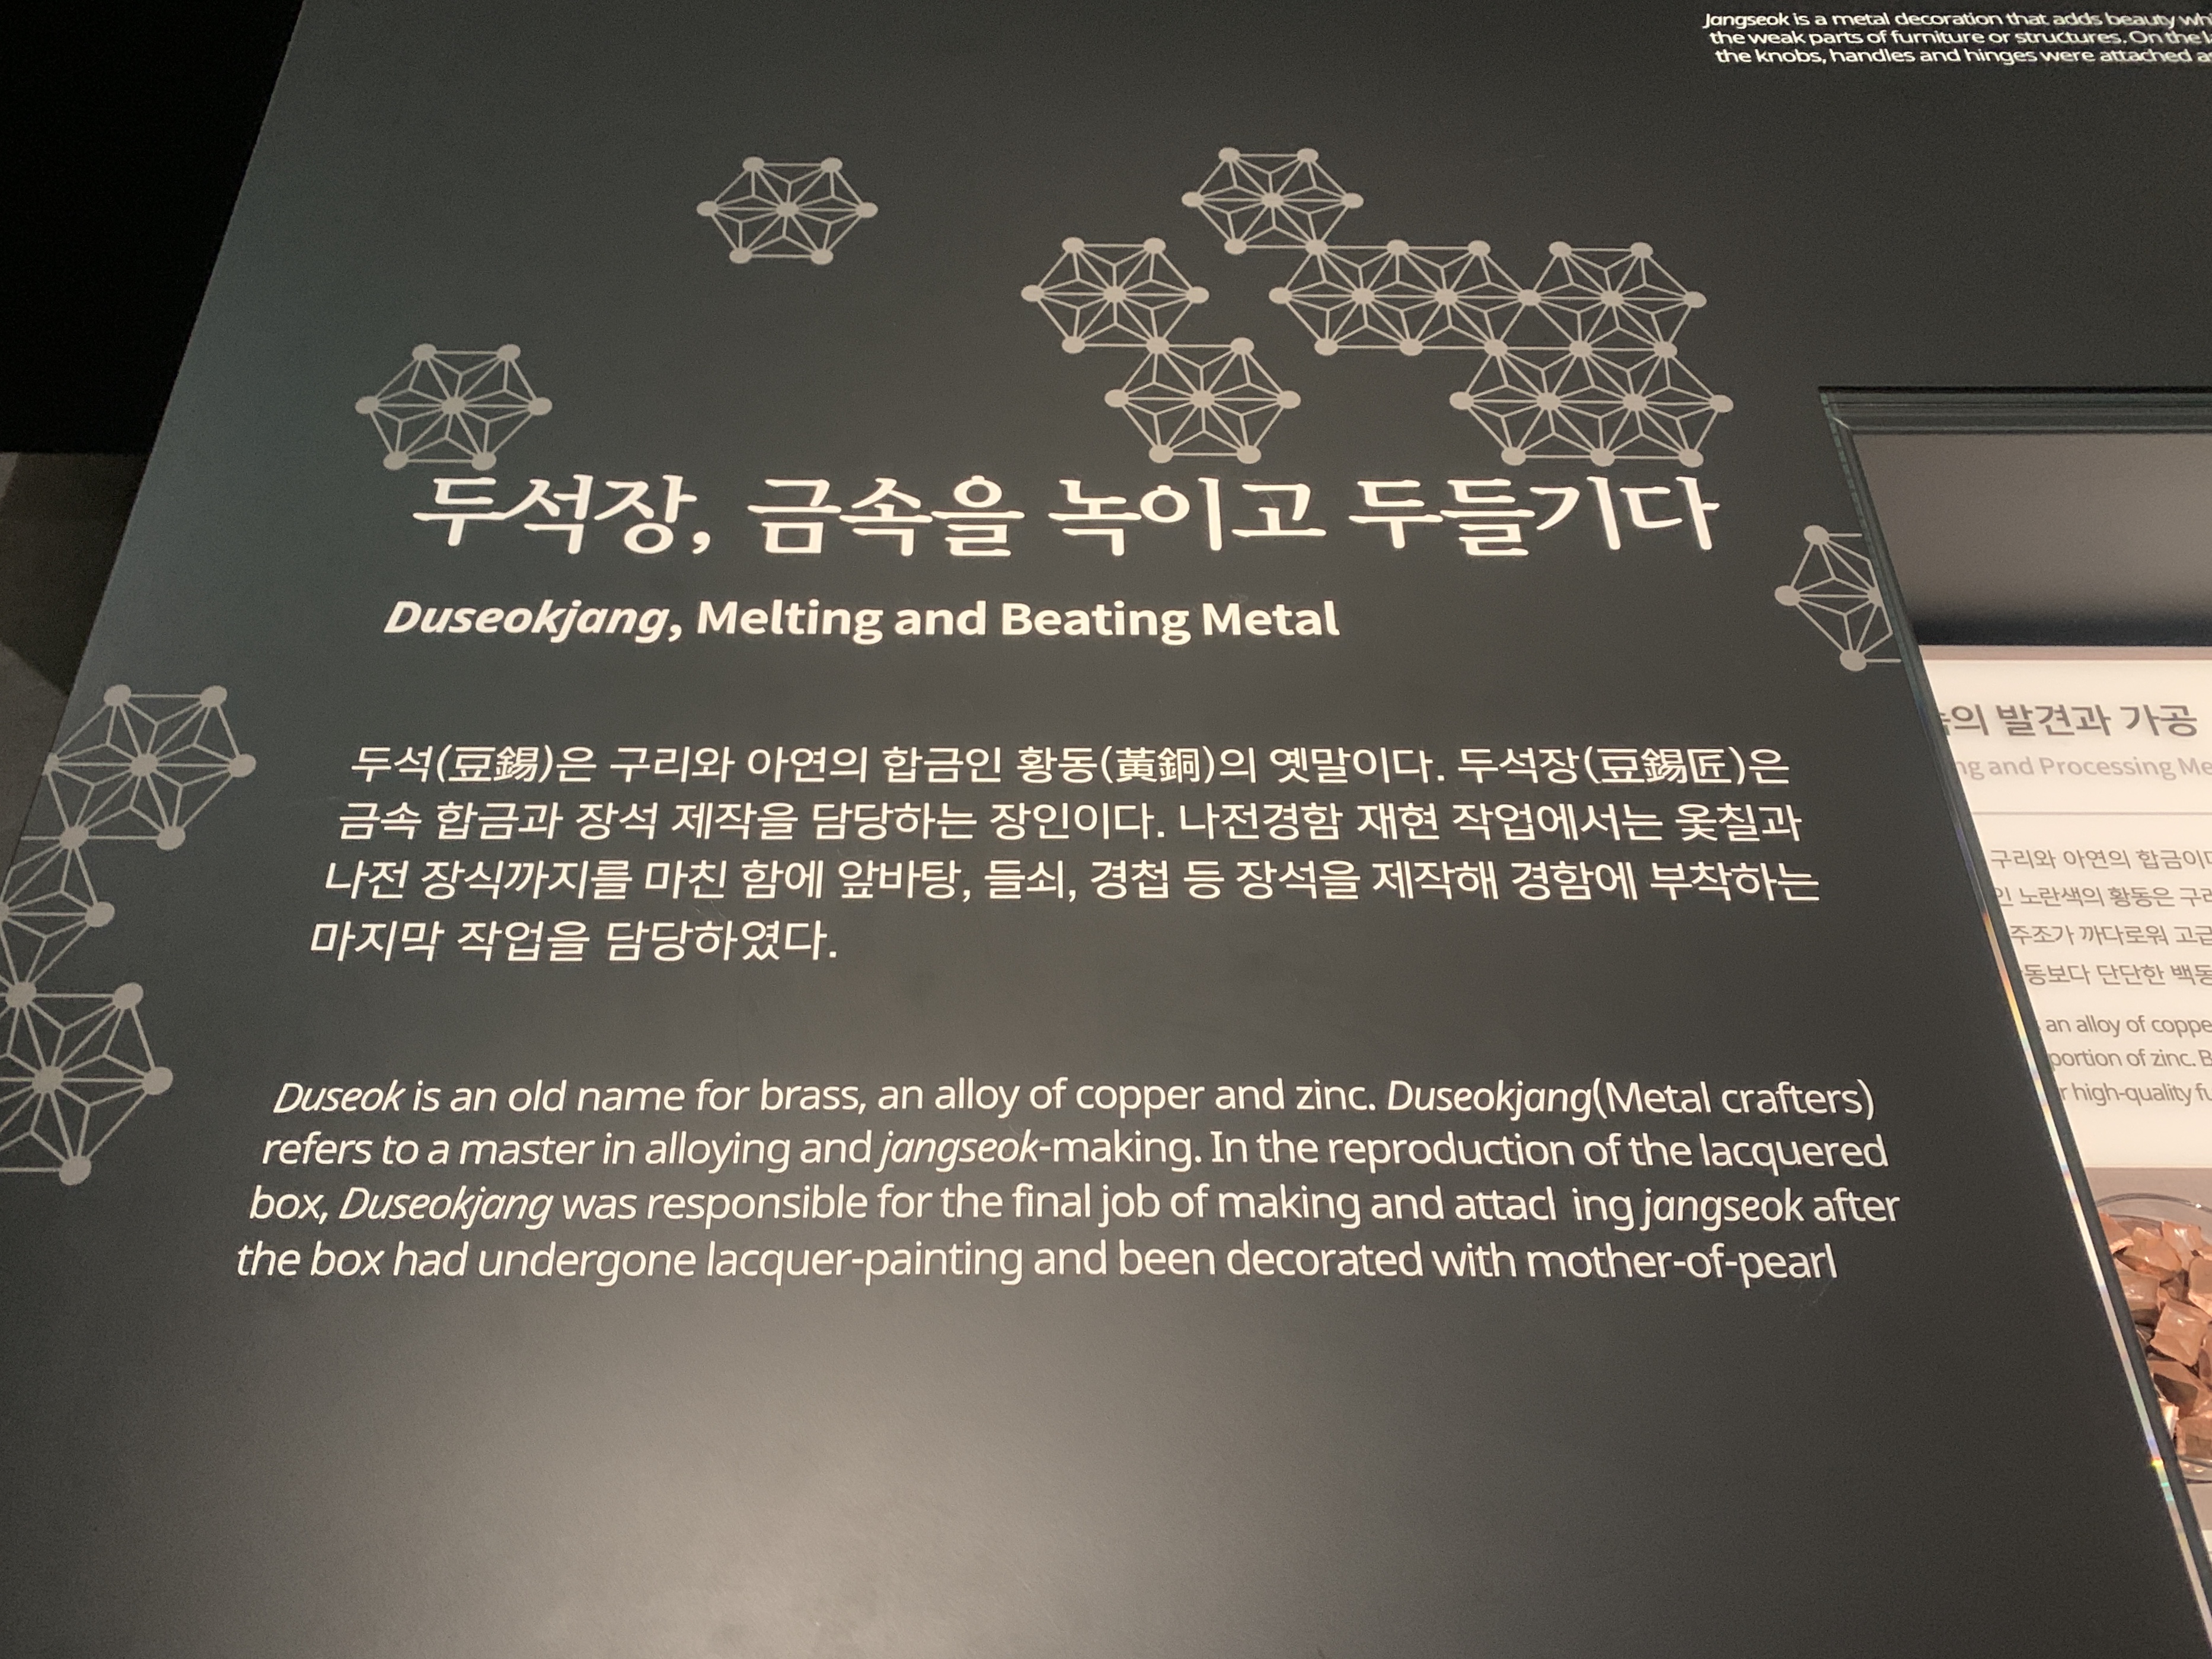 Jangseok is a metal decoration that adds beauty
the weak parts of furniture or structures. On the
the knobs, handles and hinges were attached
두석장, 금속을 녹이고 두들기다
Duseokjang, Melting and Beating Metal
두석(豆錫)은 구리와 아연의 합금인 황동(黃銅)의 옛말이다. 두석장(豆錫匠)은
금속 합금과 장석 제작을 담당하는 장인이다. 나전경함 재현 작업에서는 옻칠과
나전 장식까지를 마친 함에 앞바탕, 들쇠, 경첩 등 장석을 제작해 경함에 부착하는
마지막 작업을 담당하였다.
Duseok is an old name for brass, an alloy of copper and zinc. Duseokjang(Metal crafters)
refers to a master in alloying and jangseok-making. In the reproduction of the lacquered
box, Duseokjang was responsible for the final job of making and attacl ing jangseok after
the box had undergone lacquer-painting and been decorated with mother-of-pearl
발견과 가공
and Processing
구리와 아연의
노란색의 황동은
주조가 까다로워
단단한
an alloy of
of zinc.
high-quality